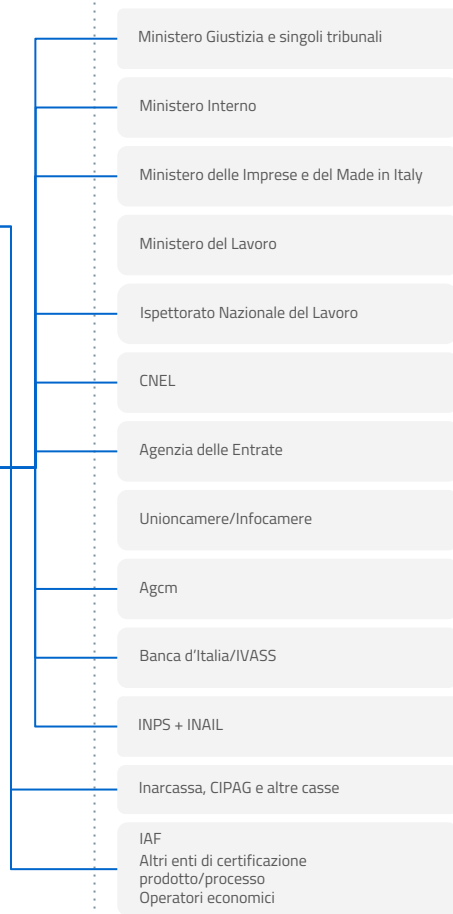 Ministero Giustizia e singoli tribunali
Ministero Interno
Ministero delle Imprese e del Made in Italy
Ministero del Lavoro
Ispettorato Nazionale del Lavoro
CNEL
Agenzia delle Entrate
Unioncamere/Infocamere
Agcm
Banca d’Italia/IVASS
INPS + INAIL
Inarcassa, CIPAG e altre casse
IAF
Altri enti di certificazione
prodotto/processo
Operatori economici